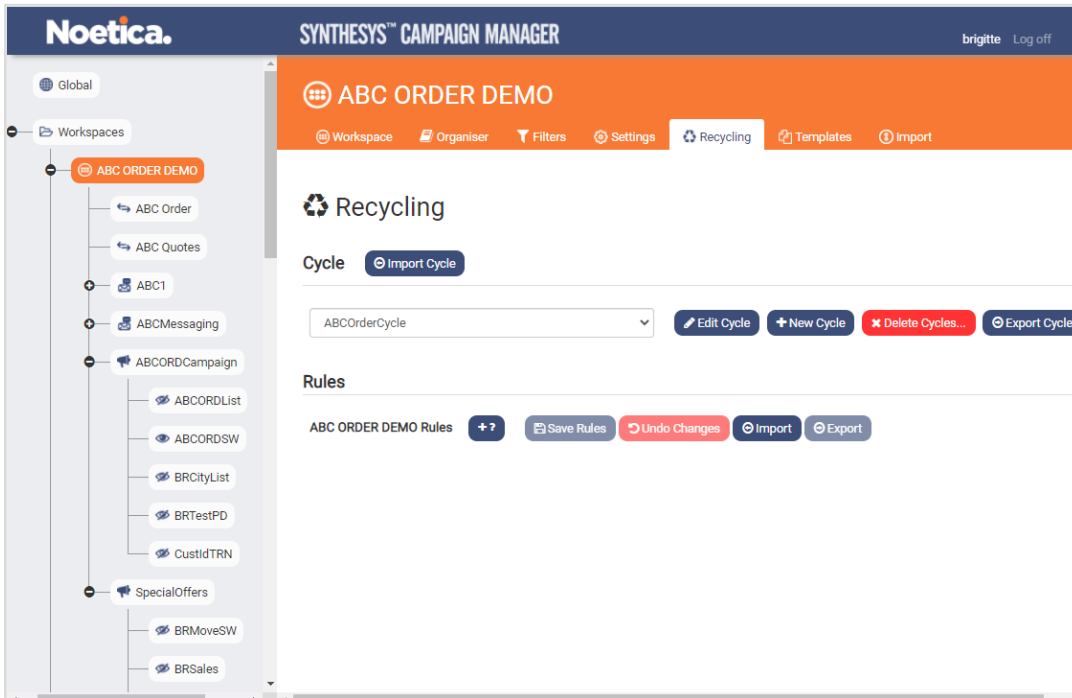 Noetica.
SYNTHESYS™ CAMPAIGN MANAGER
brigitte Log off
Global
Workspaces
ABC ORDER DEMO
ABC Order
ABC Quotes
ABC1
ABCMessaging
ABCORDCampaign
ABCORDList
ABCORDSW
BRCityList
BRTestPD
CustIdTRN
SpecialOffers
BRMoveSW
BRSales
ABC ORDER DEMO
Workspace Organiser Filters Settings Recycling Templates Import
Recycling
Cycle Import Cycle
ABCOrderCycle Edit Cycle New Cycle Delete Cycles... Export Cycle
Rules
ABC ORDER DEMO Rules +? Save Rules Undo Changes Import Export